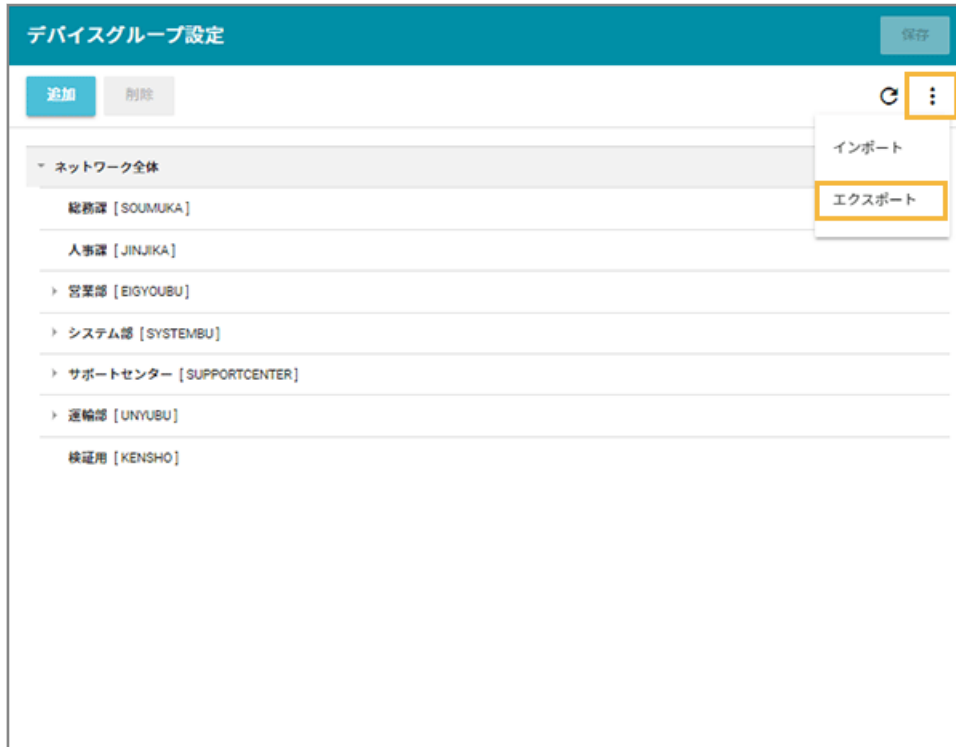 デバイスグループ設定
保存
追加
削除
インポート
エクスポート
ネットワーク全体
総務課 [SOUMUKA]
人事課 [JINJIKA]
営業部 [EIGYOUBU]
システム部 [SYSTEMBU]
サポートセンター [SUPPORTCENTER]
運輸部 [UNYUBU]
検証用 [KENSHO]